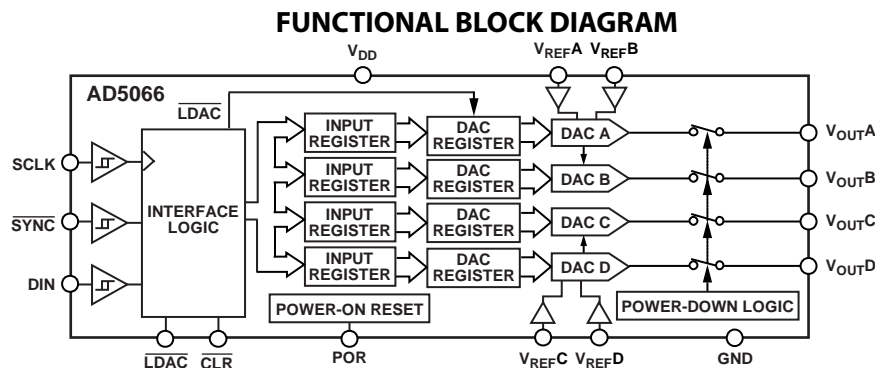 FUNCTIONAL BLOCK DIAGRAM
VDD
VREFA
VREFB
AD5066
LDAC
INPUT
REGISTER
DAC
REGISTER
DAC A
VOUTA
SCLK
INPUT
REGISTER
DAC
REGISTER
DAC B
VOUTB
SYNC
INTERFACE
LOGIC
INPUT
REGISTER
DAC
REGISTER
DAC C
VOUTC
DIN
INPUT
REGISTER
DAC
REGISTER
DAC D
VOUTD
POWER-ON RESET
POWER-DOWN LOGIC
LDAC
CLR
POR
VREFC
VREFD
GND